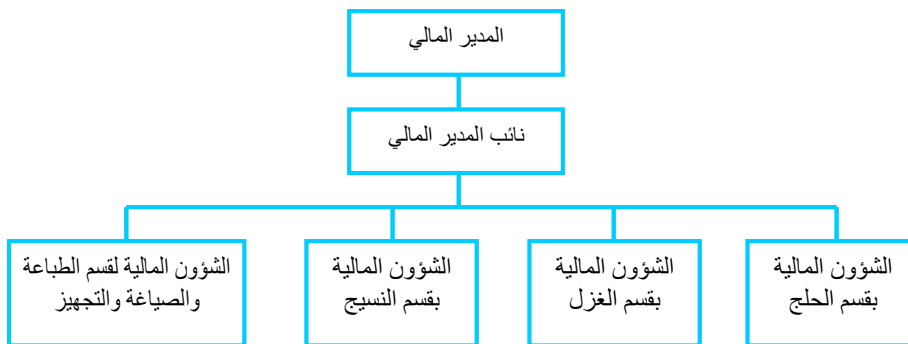 المدير المالي
نائب المدير المالي
الشؤون المالية
بقسم الحلج
الشؤون المالية
بقسم الغزل
الشؤون المالية
بقسم النسيج
الشؤون المالية لقسم الطباعة
والصياغة والتجهيز